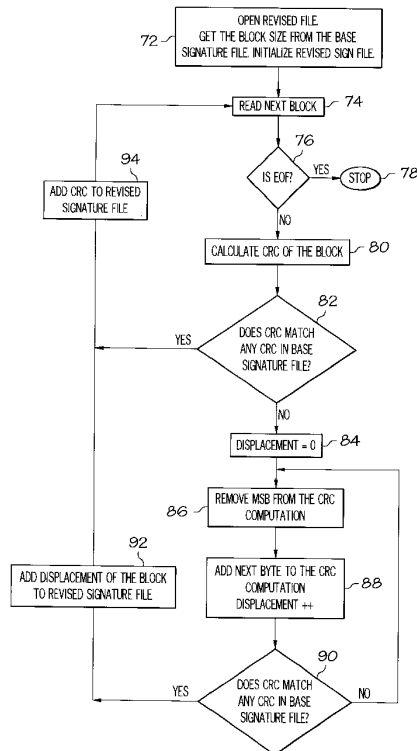 OPEN REVISED FILE.
GET THE BLOCK SIZE FROM THE BASE
SIGNATURE FILE. INITIALIZE REVISED SIGN FILE.
72
READ NEXT BLOCK
74
76
IS EOF?
YES
STOP
78
NO
94
ADD CRC TO REVISED
SIGNATURE FILE
CALCULATE CRC OF THE BLOCK
80
82
DOES CRC MATCH
ANY CRC IN BASE
SIGNATURE FILE?
YES
NO
DISPLACEMENT = 0
84
REMOVE MSB FROM THE CRC
COMPUTATION
86
92
ADD DISPLACEMENT OF THE BLOCK
TO REVISED SIGNATURE FILE
ADD NEXT BYTE TO THE CRC
COMPUTATION
DISPLACEMENT ++
88
90
DOES CRC MATCH
ANY CRC IN BASE
SIGNATURE FILE?
YES
NO